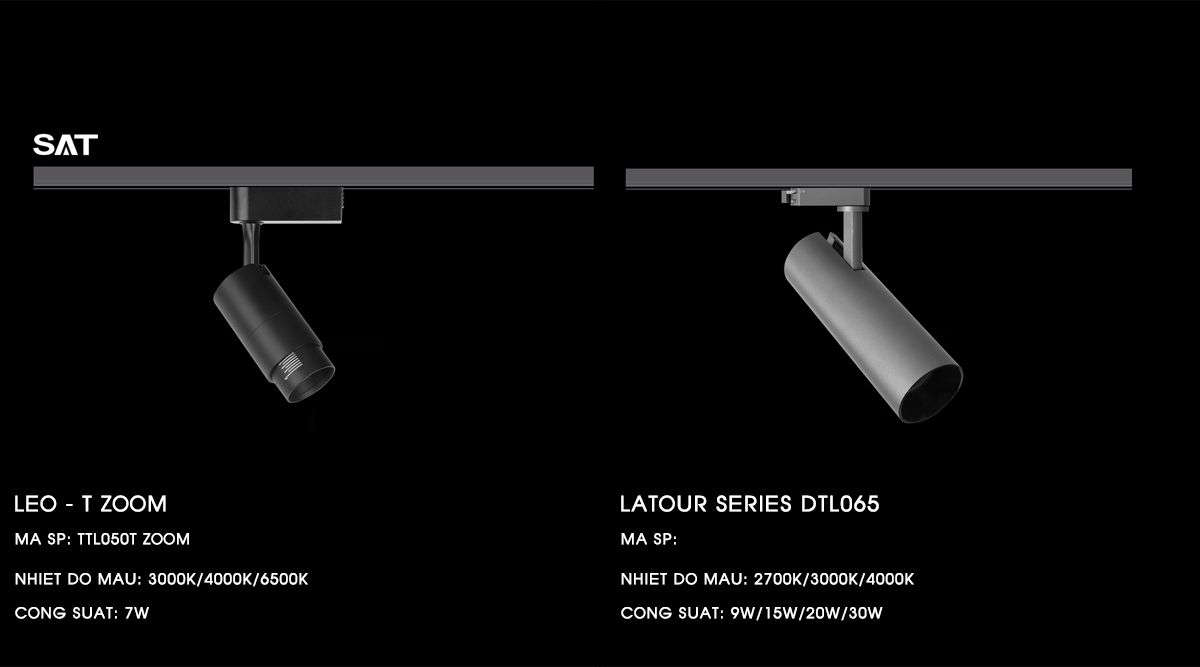 SAT
LEO - T ZOOM
MA SP: TTL050T ZOOM
NHIET DO MAU: 3000K/4000K/6500K
CONG SUAT: 7W
LATOUR SERIES DTL065
MA SP:
NHIET DO MAU: 2700K/3000K/4000K
CONG SUAT: 9W/15W/20W/30W